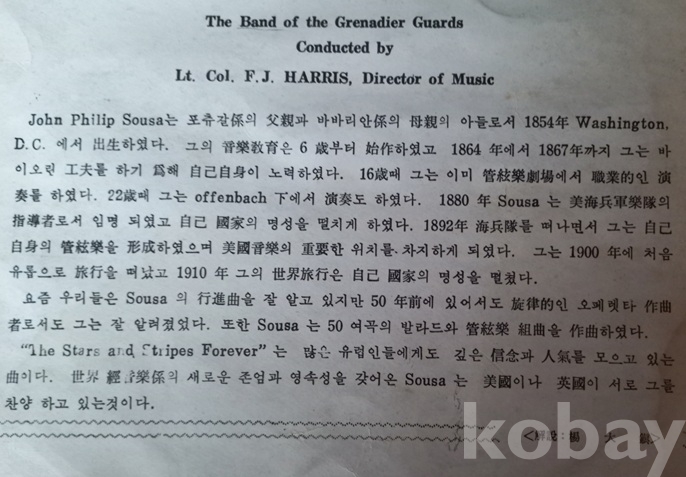 The Band of the Grenadier Guards
Conducted by
Lt. Col. F. J. HARRIS, Director of Music
John Philip Sousa는 포츄갈係의 父親과 바바리안係의 母親의 아들로서 1854年 Washington,
D.C. 에서 出生하였다. 그의 音樂敎育은 6 歲부터 始作하였고 1864 年에서 1867年까지 그는 바
이오린 工夫를 하기 爲해 自己自身이 노력하였다. 16歲때 그는 이미 管絃樂劇場에서 職業的인 演
奏를 하였다. 22歲때 그는 offenbach 下에서 演奏도 하였다. 1880 年 Sousa 는 美海兵軍樂隊의
指導者로서 임명 되였고 自己 國家의 명성을 떨치게 하였다. 1892年 海兵隊를 떠나면서 그는 自己
自身의 管絃樂을 形成하였으며 美國音樂의 重要한 위치를 차지하게 되였다. 그는 1900 年에 처음
유롭으로 旅行을 떠났고 1910 年 그의 世界旅行은 自己 國家의 명성을 떨쳤다.
요즘 우리들은 Sousa 의 行進曲을 잘 알고 있지만 50 年前에 있어서도 旋律的인 오페렛타 作曲
者로서도 그는 잘 알려졌었다. 또한 Sousa 는 50 여곡의 발라드와 管絃樂 組曲을 作曲하였다.
"The Stars and Stripes Forever" 는 많은 유럽인들에게도 깊은 信念과 人氣를 모으고 있는
曲이다. 世界 經音樂係의 새로운 존엄과 영속성을 갖어온 Sousa 는 美國이나 英國이 서로 그를
찬양 하고 있는것이다.
<解說:
kobay